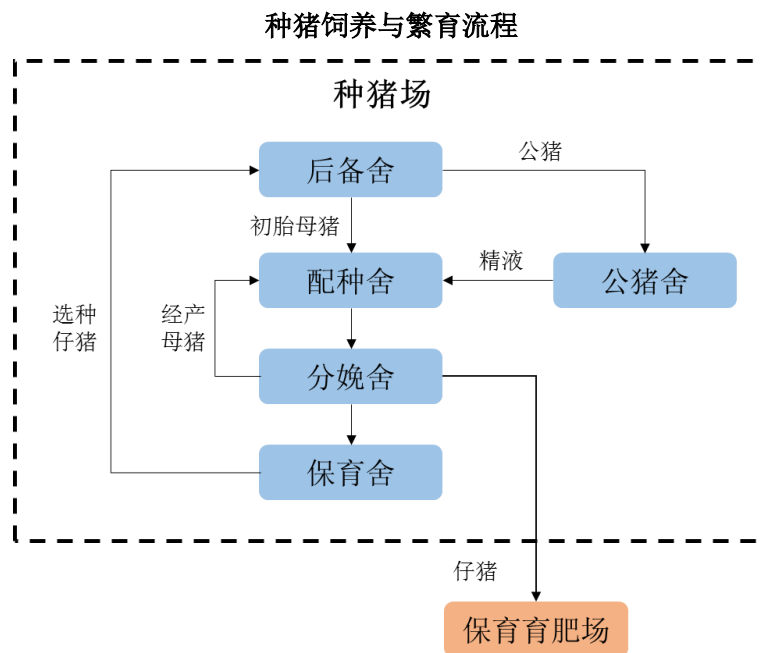 种猪饲养与繁育流程
种猪场
后备舍
公猪
初胎母猪
配种舍
精液
公猪舍
选种
仔猪
经产
母猪
分娩舍
保育舍
仔猪
保育育肥场